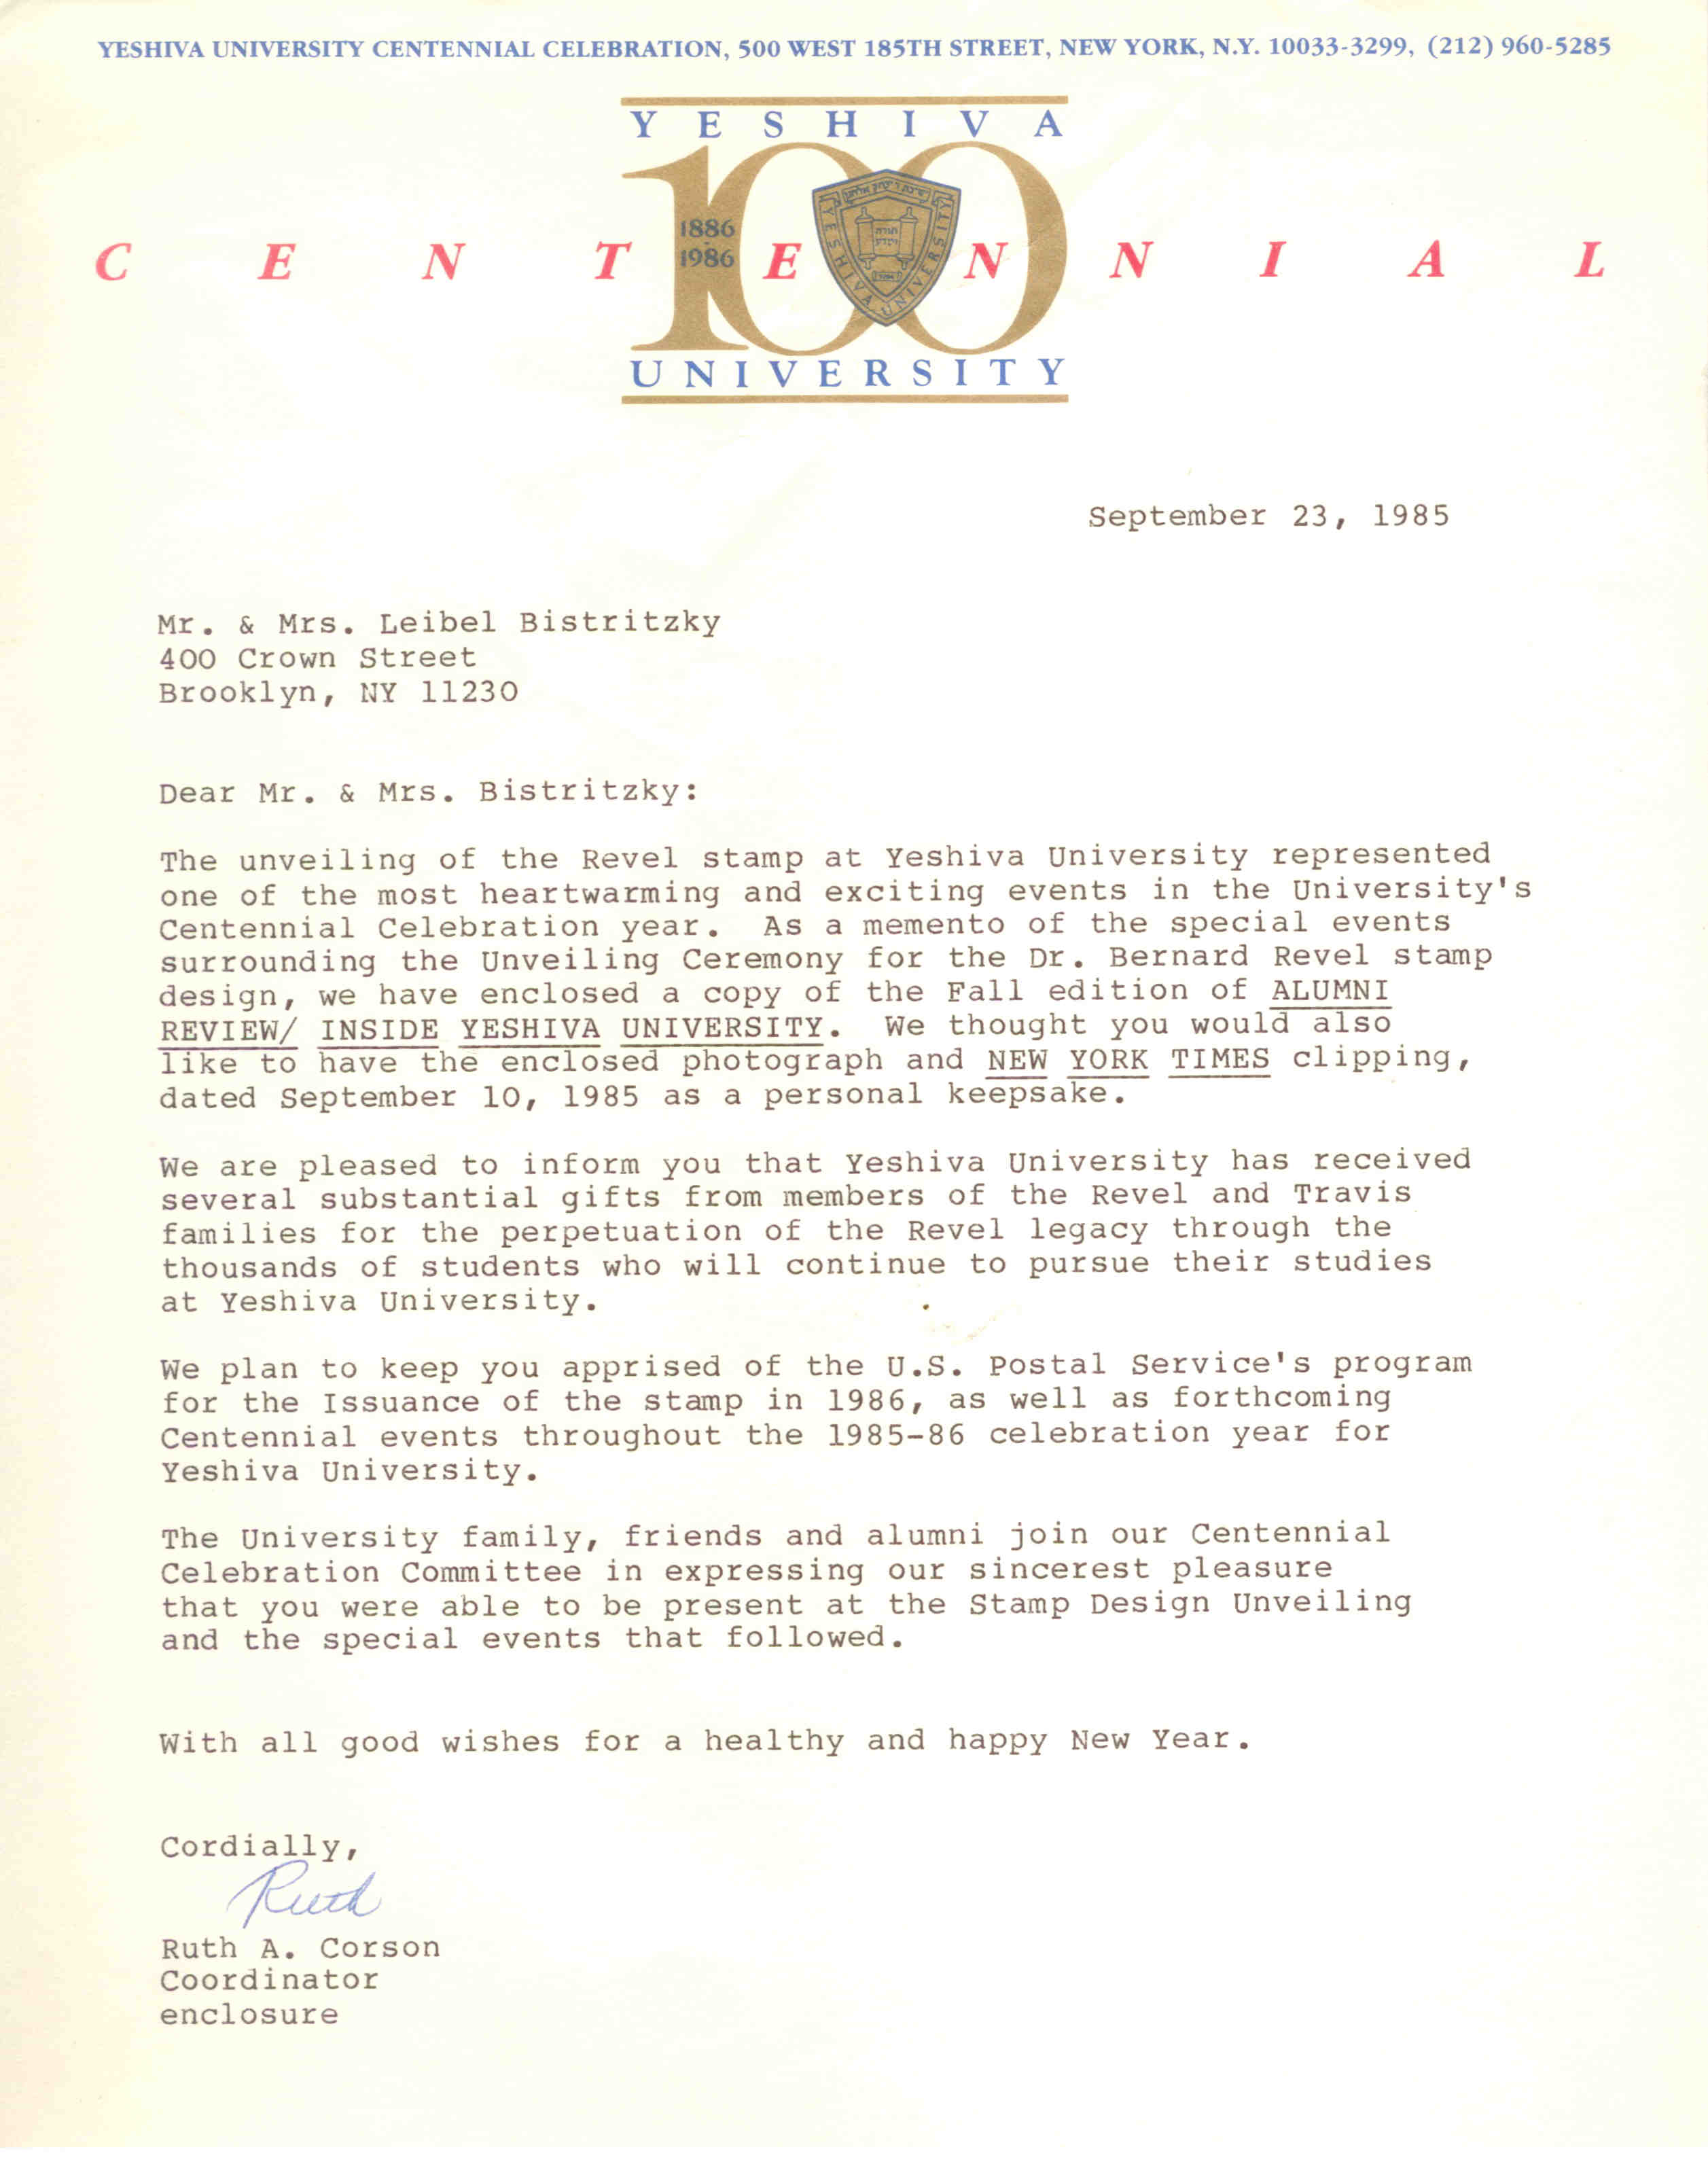 YESHIVA UNIVERSITY CENTENNIAL CELEBRATION, 500 WEST 185TH STREET, NEW YORK, N.Y. 10033-3299, (212) 960-5285
YESHIVA
100
1886
1986
CENTENNIAL
YESHIVA UNIVERSITY
UNIVERSITY
September 23, 1985
Mr. & Mrs. Leibel Bistritzky
400 Crown Street
Brooklyn, NY 11230
Dear Mr. & Mrs. Bistritzky:
The unveiling of the Revel stamp at Yeshiva University represented
one of the most heartwarming and exciting events in the University's
Centennial Celebration year. As a memento of the special events
surrounding the Unveiling Ceremony for the Dr. Bernard Revel stamp
design, we have enclosed a copy of the Fall edition of ALUMNI
REVIEW/ INSIDE YESHIVA UNIVERSITY. We thought you would also
like to have the enclosed photograph and NEW YORK TIMES clipping,
dated September 10, 1985 as a personal keepsake.
We are pleased to inform you that Yeshiva University has received
several substantial gifts from members of the Revel and Travis
families for the perpetuation of the Revel legacy through the
thousands of students who will continue to pursue their studies
at Yeshiva University.
We plan to keep you apprised of the U.S. Postal Service's program
for the Issuance of the stamp in 1986, as well as forthcoming
Centennial events throughout the 1985-86 celebration year for
Yeshiva University.
The University family, friends and alumni join our Centennial
Celebration Committee in expressing our sincerest pleasure
that you were able to be present at the Stamp Design Unveiling
and the special events that followed.
With all good wishes for a healthy and happy New Year.
Cordially,
Ruth
Ruth A. Corson
Coordinator
enclosure